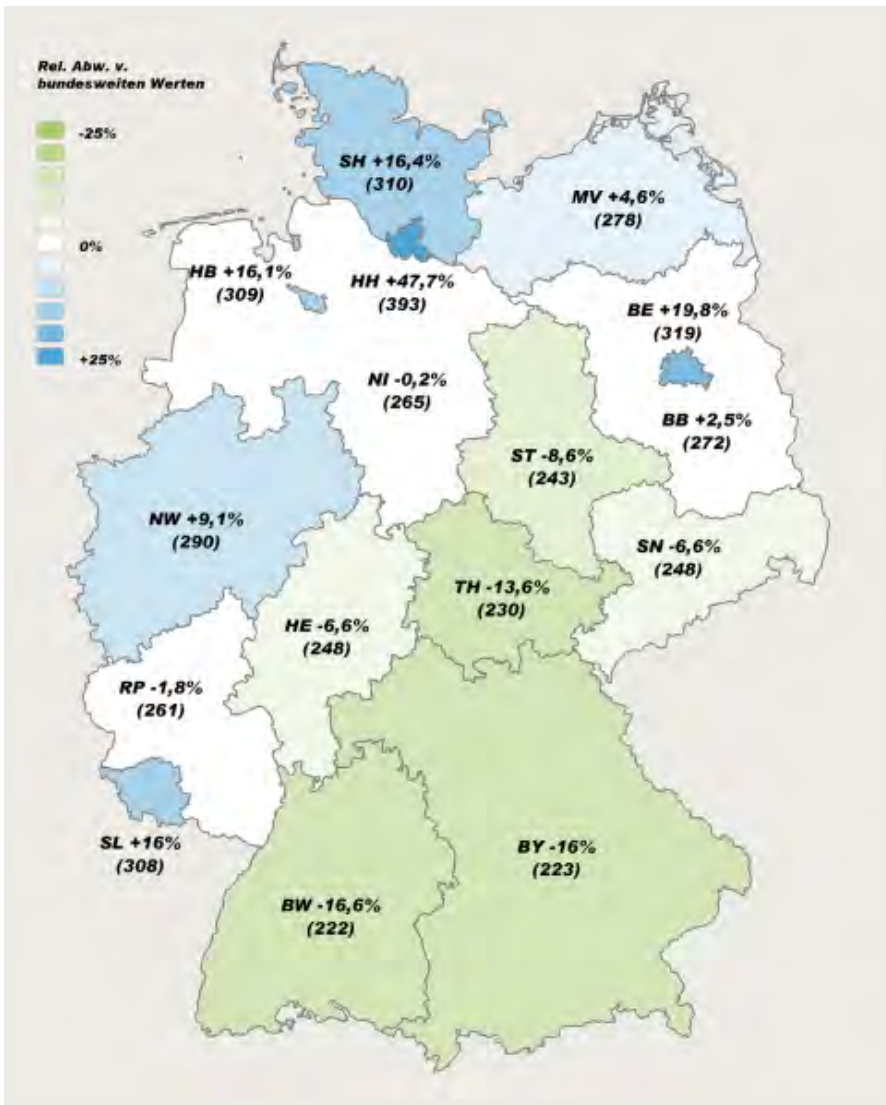 Rel. Abw. v.
bundesweiten Werten
-25%
0%
+25%
SH +16,4%
(310)
MV +4,6%
(278)
HB +16,1%
(309)
HH +47,7%
(393)
BE +19,8%
(319)
NI -0,2%
(265)
BB +2,5%
(272)
ST -8,6%
(243)
NW +9,1%
(290)
SN -6,6%
(248)
TH -13,6%
(230)
HE -6,6%
(248)
RP -1,8%
(261)
SL +16%
(308)
BY -16%
(223)
BW -16,6%
(222)